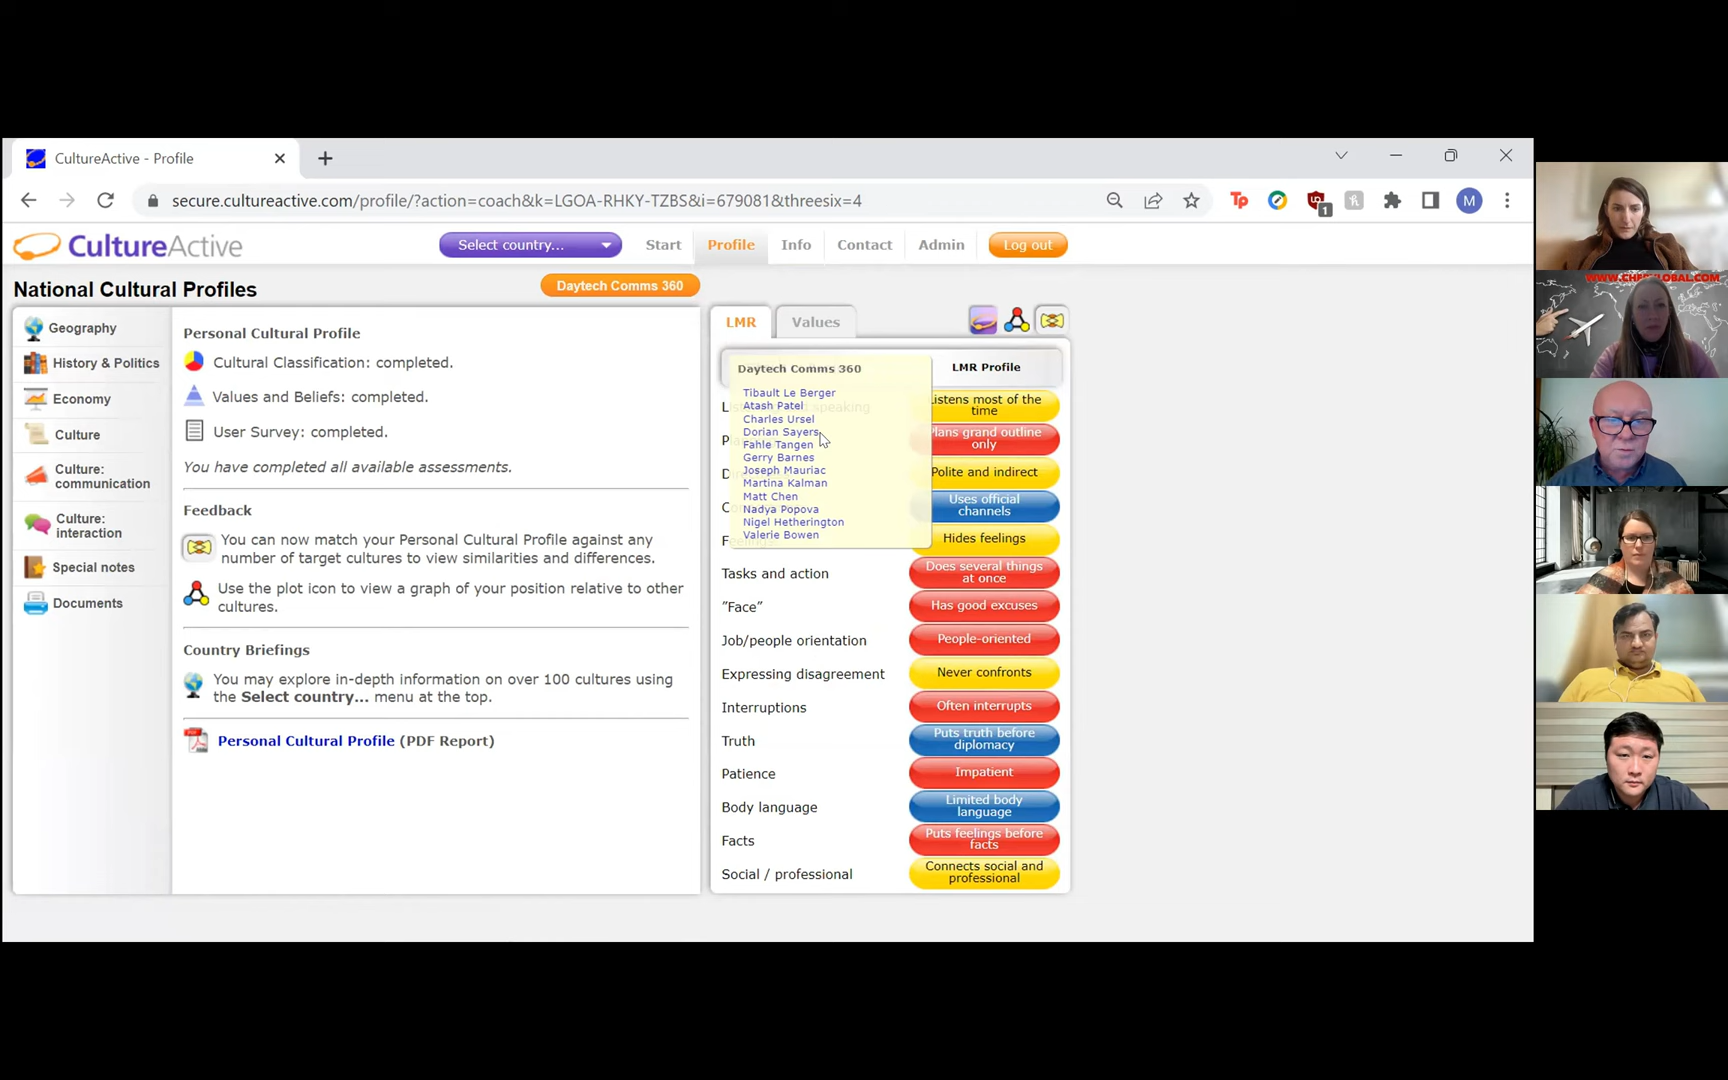 CultureActive - Profile
secure.cultureactive.com/profile/?action=coach&k=LGOA-RHKY-TZBS&i=679081&threesix=4
Tp
1
M
CultureActive
Select country...
Start
Profile
Info
Contact
Admin
Log out
National Cultural Profiles
Daytech Comms 360
Geography
History & Politics
Economy
Culture
Culture:
communication
Culture:
interaction
Special notes
Documents
Personal Cultural Profile
Cultural Classification: completed.
Values and Beliefs: completed.
User Survey: completed.
You have completed all available assessments.
Feedback
You can now match your Personal Cultural Profile against any
number of target cultures to view similarities and differences.
Use the plot icon to view a graph of your position relative to other
cultures.
Country Briefings
You may explore in-depth information on over 100 cultures using
the Select country... menu at the top.
Personal Cultural Profile (PDF Report)
LMR
Values
Daytech Comms 360
Tibault Le Berger
Atash Patel
Charles Ursel
Dorian Sayers
Fahle Tangen
Gerry Barnes
Joseph Mauriac
Martina Kalman
Matt Chen
Nadya Popova
Nigel Hetherington
Valerie Bowen
LMR Profile
Listens most of the
time
Plans grand outline
only
Polite and indirect
Uses official
channels
Hides feelings
Tasks and action
Does several things
at once
"Face"
Has good excuses
Job/people orientation
People-oriented
Expressing disagreement
Never confronts
Interruptions
Often interrupts
Truth
Puts truth before
diplomacy
Patience
Impatient
Body language
Limited body
language
Facts
Puts feelings before
facts
Social / professional
Connects social and
professional